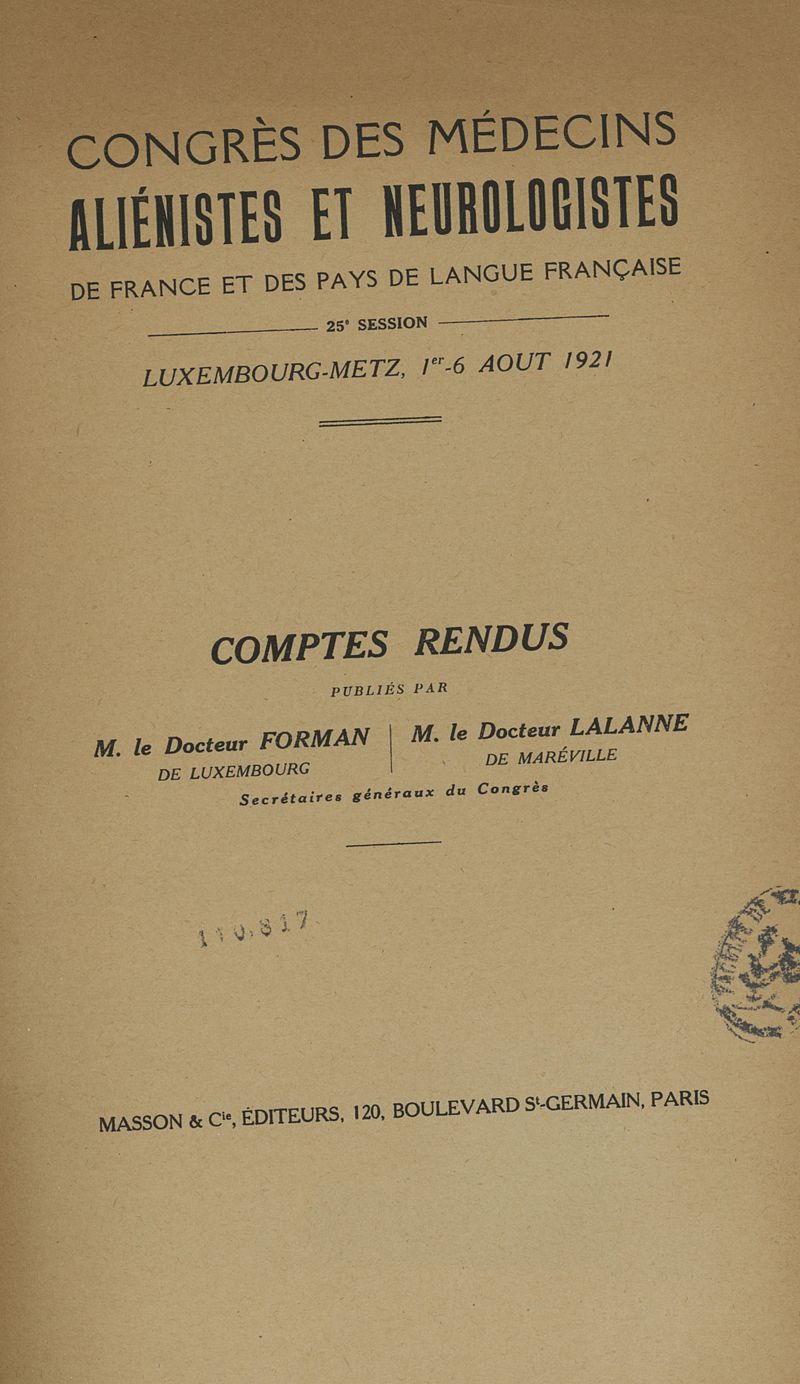 CONGRÈS DES MÉDECINS
ALIÉNISTES ET NEUROLOGISTES
DE FRANCE ET DES PAYS DE LANGUE FRANÇAISE
25e SESSION
LUXEMBOURG-METZ, 1er-6 AOUT 1921
COMPTES RENDUS
PUBLIÉS PAR
M. le Docteur FORMAN
DE LUXEMBOURG
M. le Docteur LALANNE
DE MARÉVILLE
Secrétaires généraux du Congrès
110.817
MASSON & Cie, ÉDITEURS, 120, BOULEVARD St-GERMAIN, PARIS